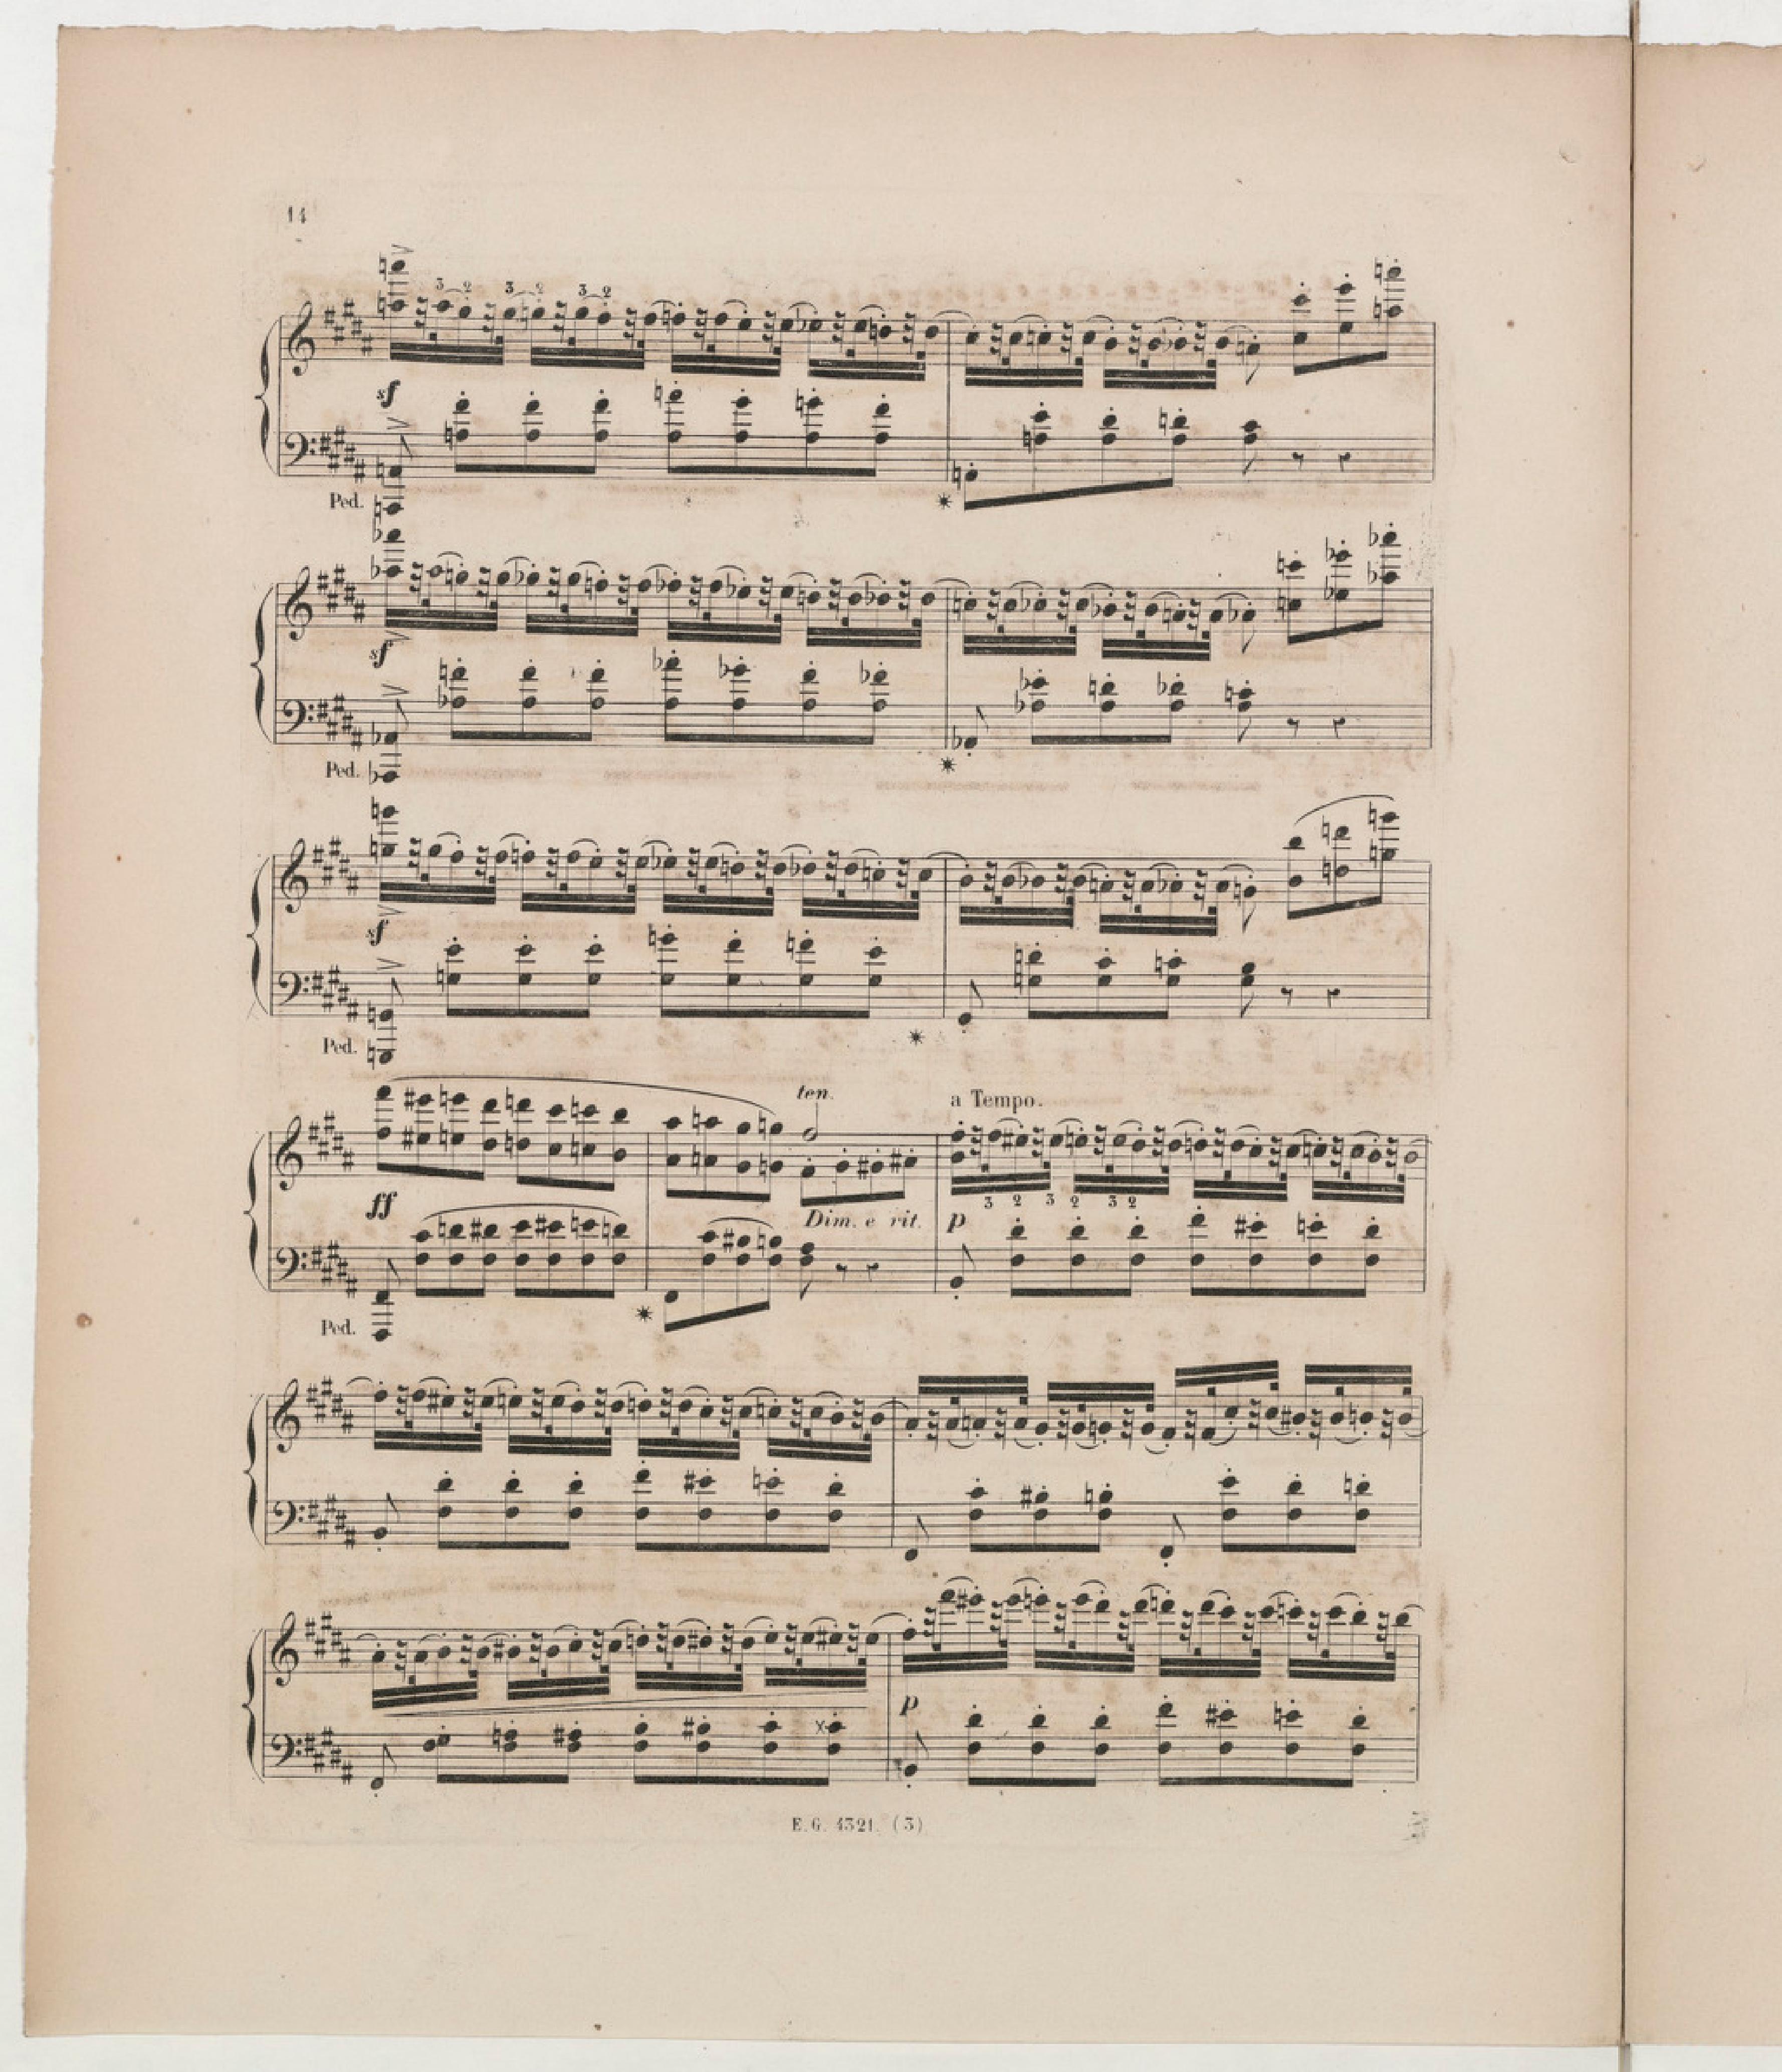 14
3 2 3 2 3 2
sf
Ped.
sf
Ped.
sf
Ped.
ten.
a Tempo.
ff
3 2 3 2 3 2
Dim. e rit.
p
Ped.
p
E. G. 4321. (3)